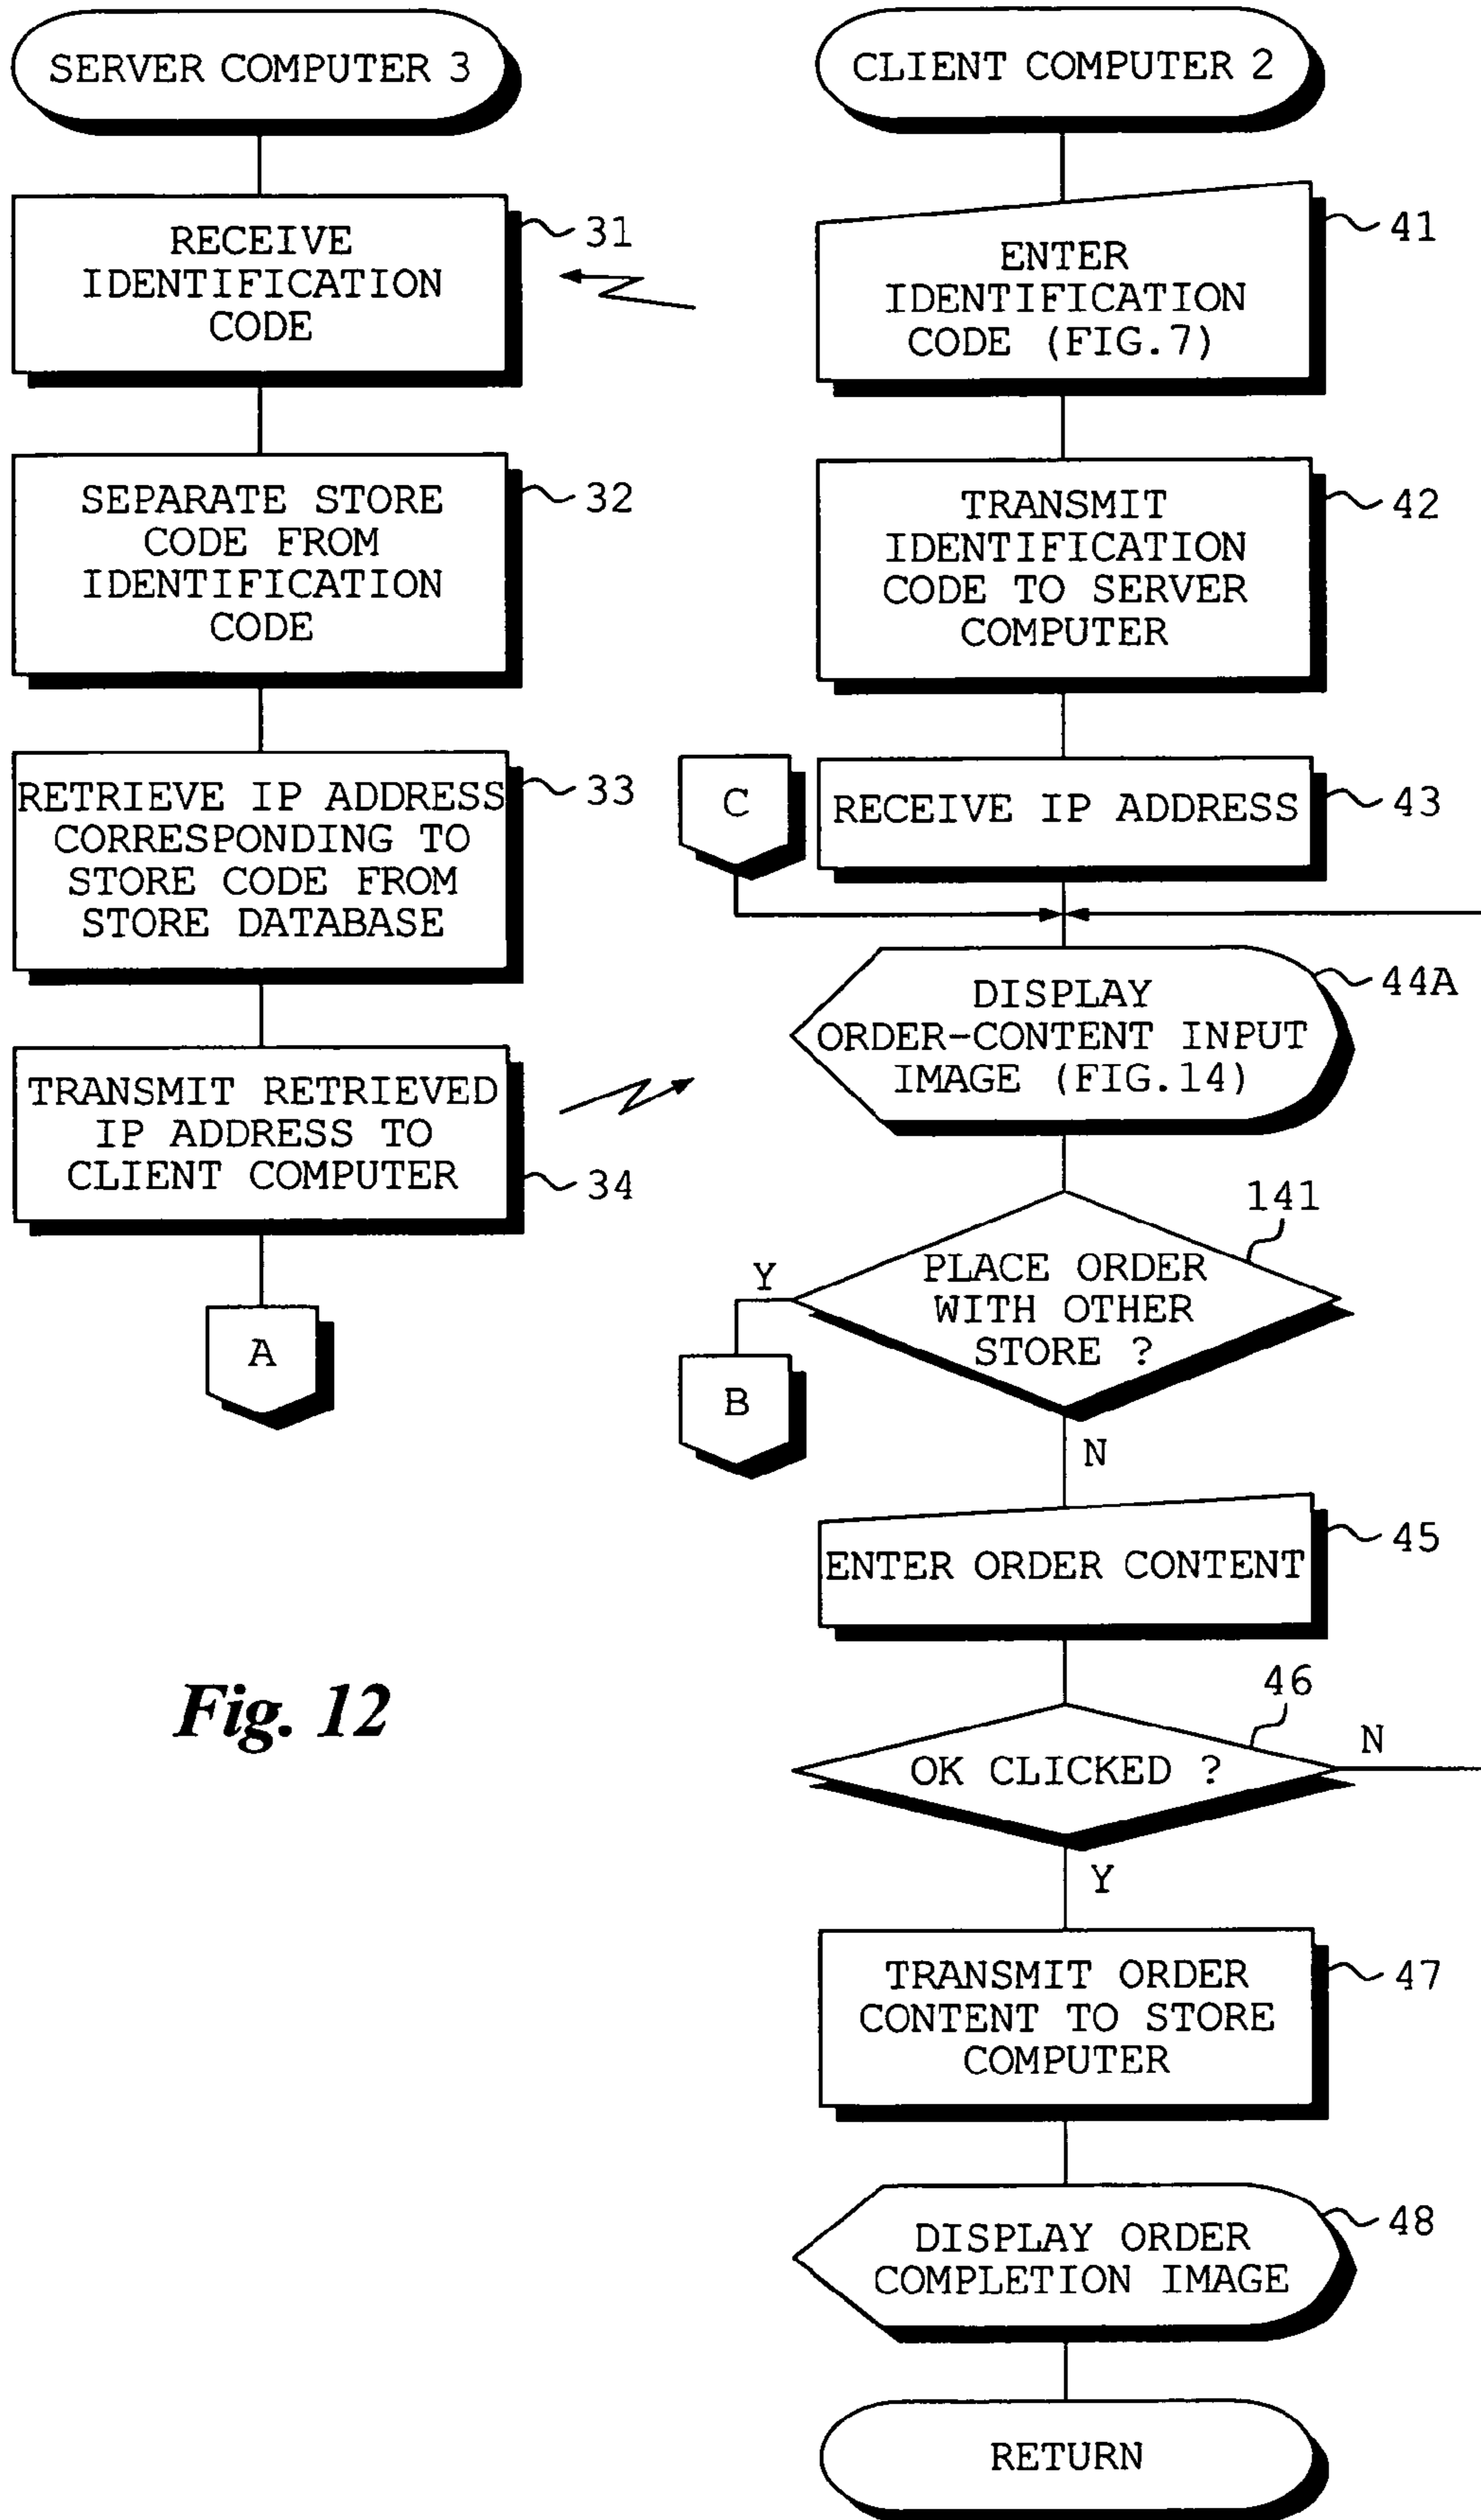 SERVER COMPUTER 3
RECEIVE
IDENTIFICATION
CODE
31
SEPARATE STORE
CODE FROM
IDENTIFICATION
CODE
32
RETRIEVE IP ADDRESS
CORRESPONDING TO
STORE CODE FROM
STORE DATABASE
33
TRANSMIT RETRIEVED
IP ADDRESS TO
CLIENT COMPUTER
34
A
Fig. 12
CLIENT COMPUTER 2
ENTER
IDENTIFICATION
CODE (FIG.7)
41
TRANSMIT
IDENTIFICATION
CODE TO SERVER
COMPUTER
42
C
RECEIVE IP ADDRESS
43
DISPLAY
ORDER-CONTENT INPUT
IMAGE (FIG.14)
44A
141
PLACE ORDER
WITH OTHER
STORE ?
Y
B
N
ENTER ORDER CONTENT
45
46
OK CLICKED ?
N
Y
TRANSMIT ORDER
CONTENT TO STORE
COMPUTER
47
DISPLAY ORDER
COMPLETION IMAGE
48
RETURN